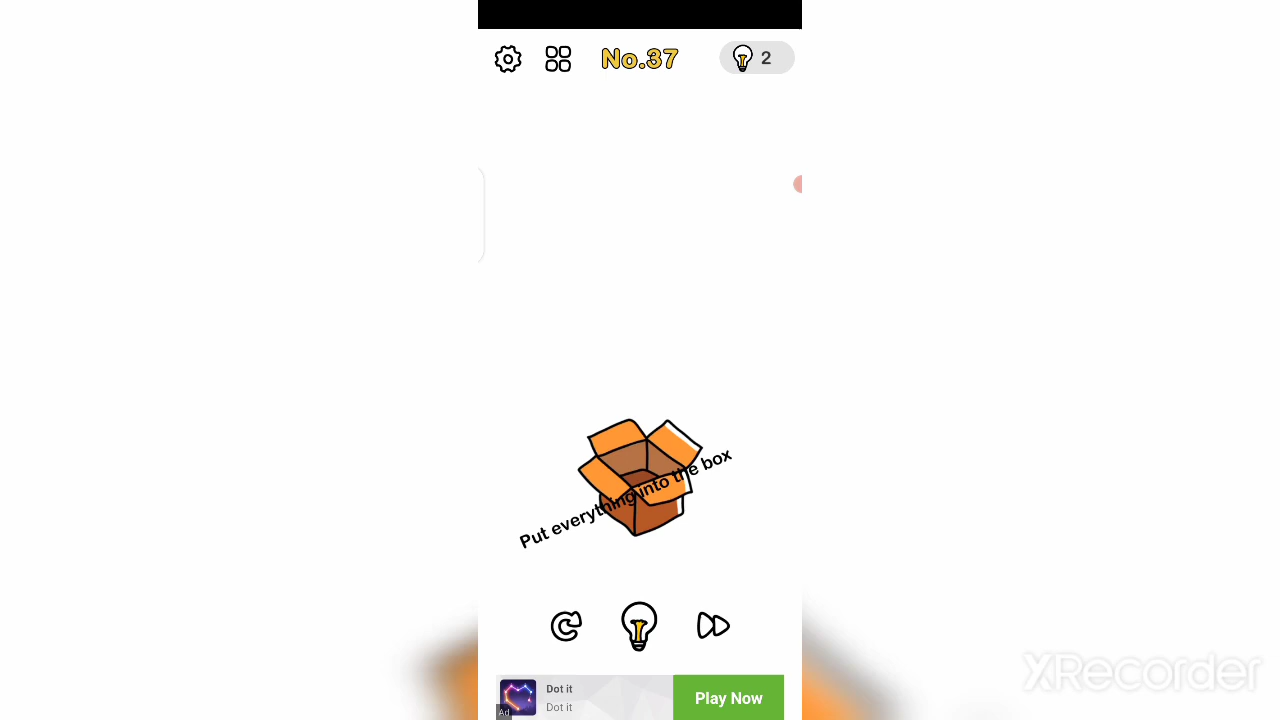 No.37
2
Put everything into the box
Dot it
Dot it
Ad
Play Now
XRecorder